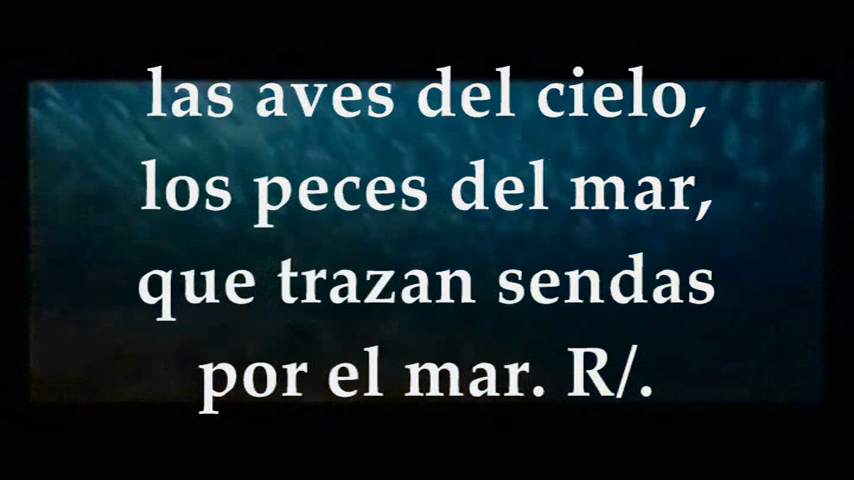 las aves del cielo,
los peces del mar,
que trazan sendas
por el mar. R/.